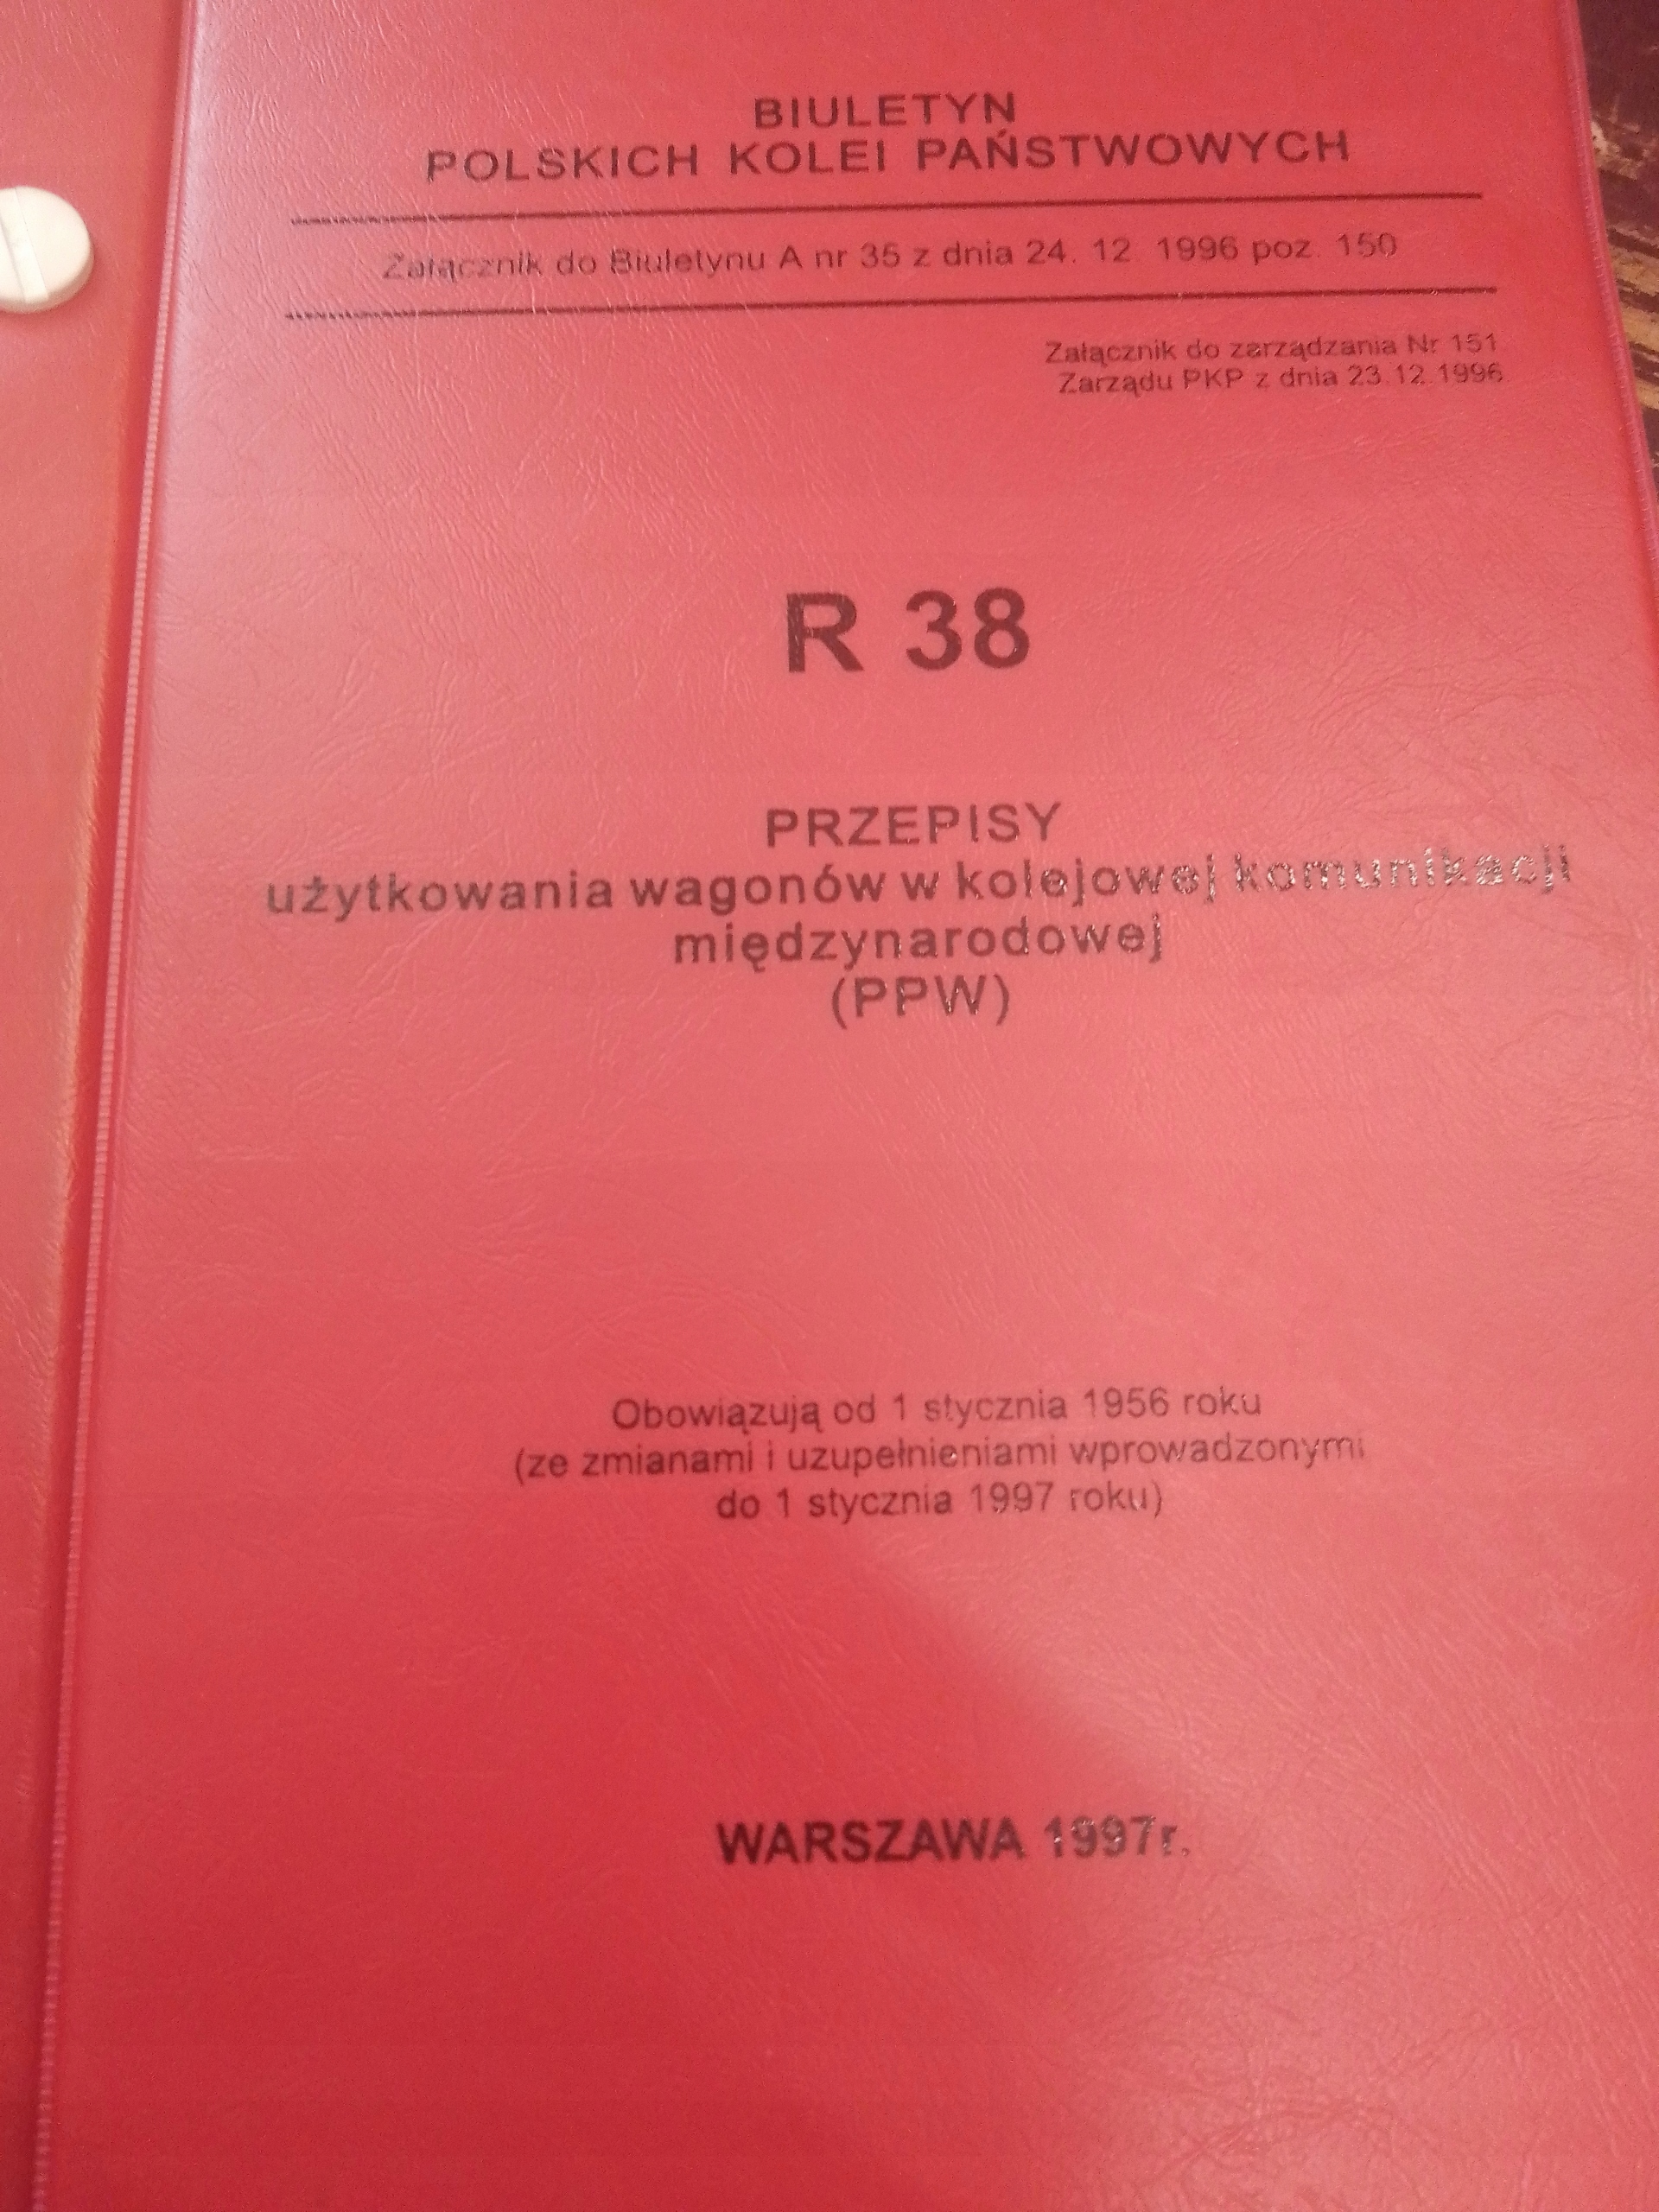 BIULETYN
POLSKICH KOLEI PAŃSTWOWYCH
Załącznik do Biuletynu A nr 35 z dnia 24. 12 1996 poz. 150
Załącznik do zarządzania Nr 151
Zarządu PKP z dnia 23.12.1996
R 38
PRZEPISY
użytkowania wagonów w kolejowej komunikacji
międzynarodowej
(PPW)
Obowiązują od 1 stycznia 1956 roku
(ze zmianami i uzupełnieniami wprowadzonymi
do 1 stycznia 1997 roku)
WARSZAWA 1997r.